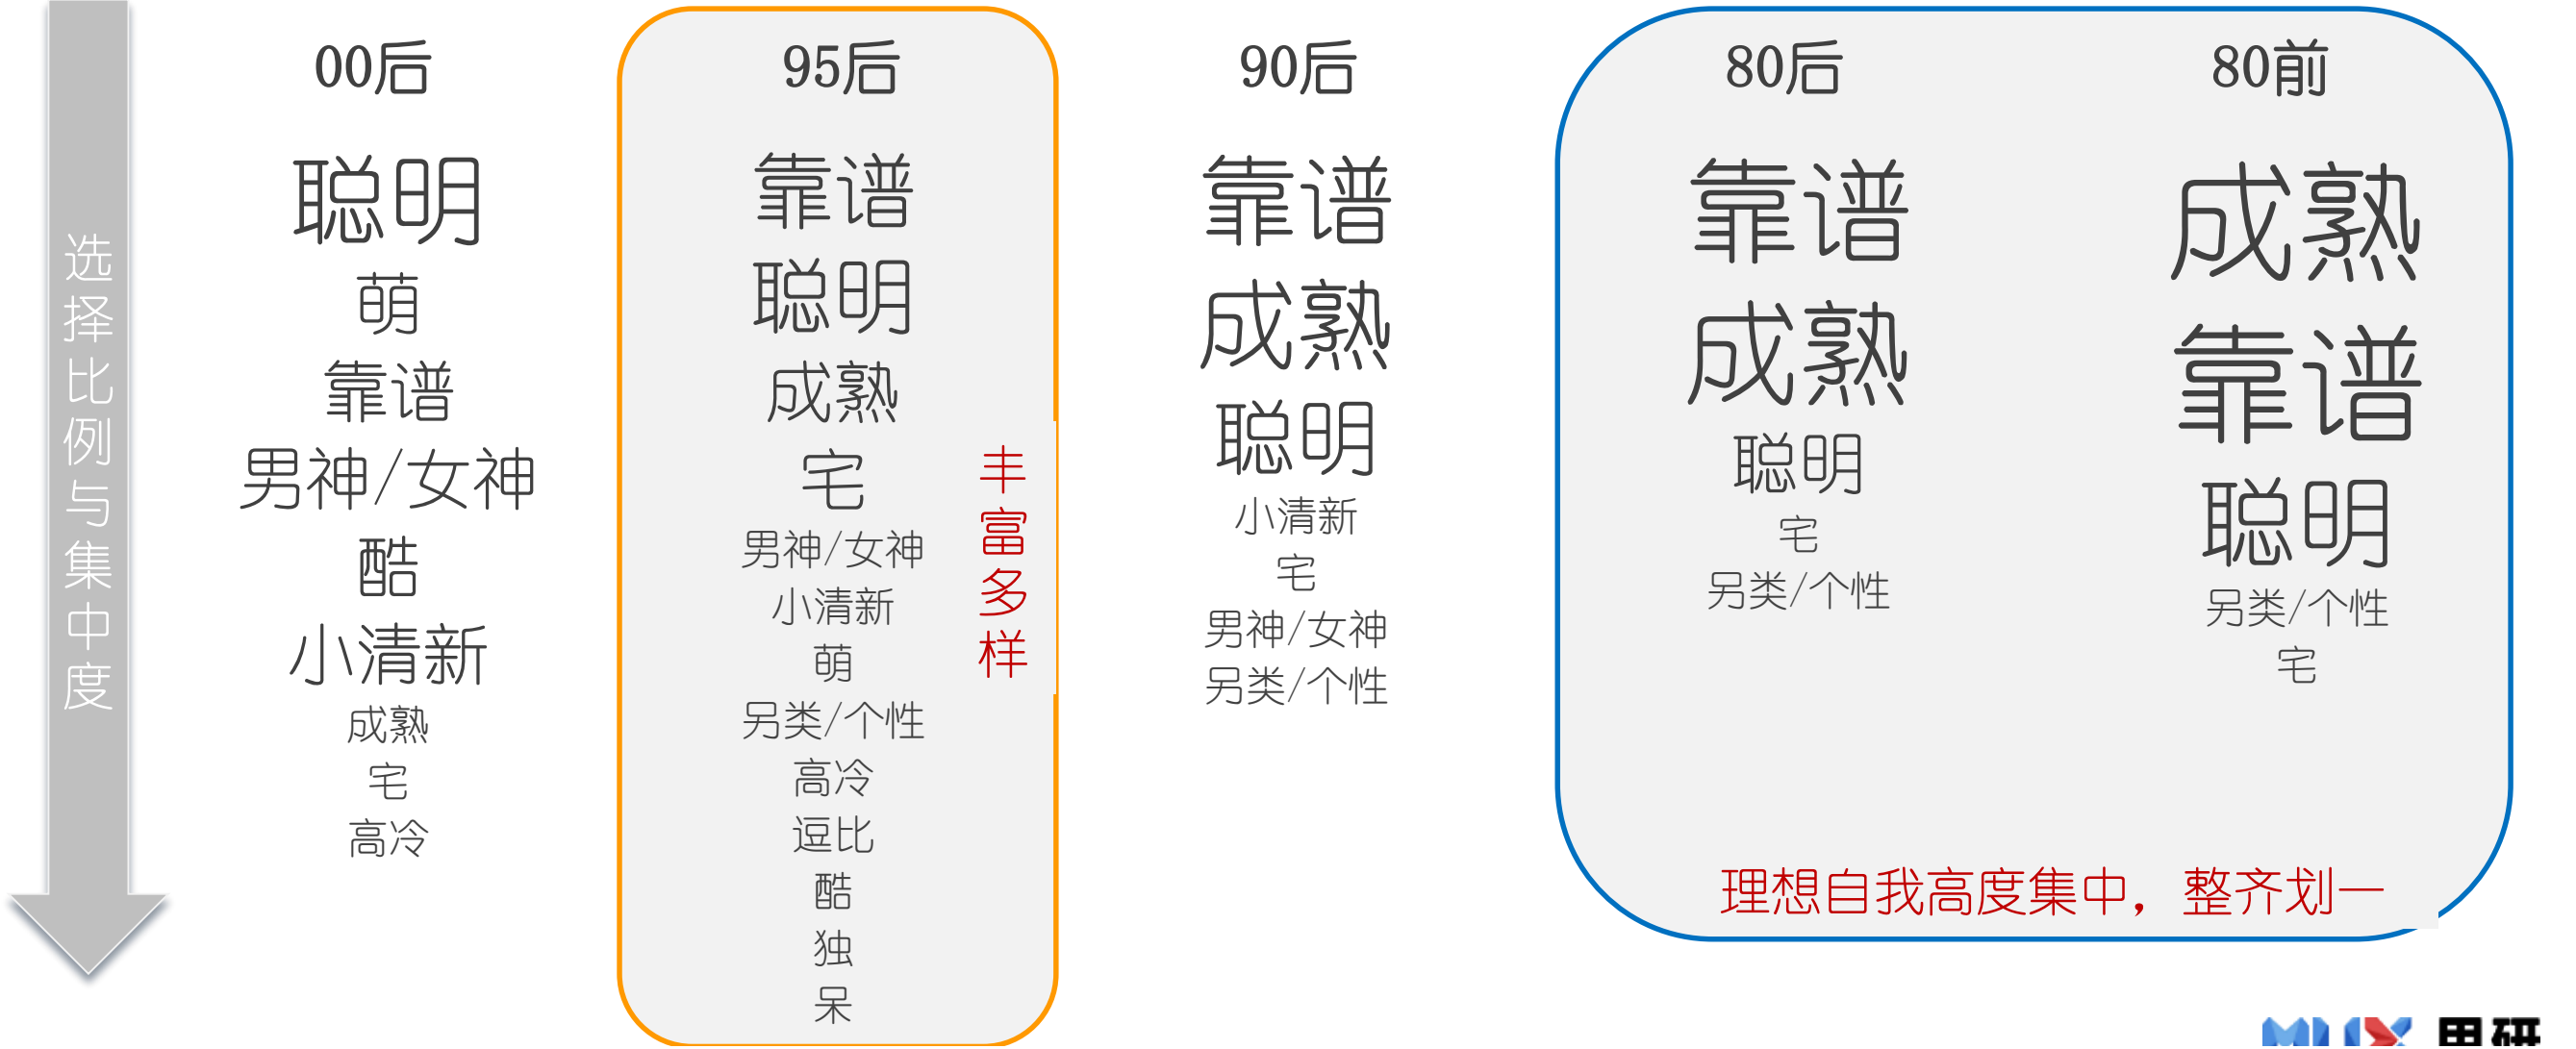 选择比例与集中度
00后
聪明
萌
靠谱
男神/女神
酷
小清新
成熟
宅
高冷
95后
靠谱
聪明
成熟
宅
男神/女神
小清新
萌
另类/个性
高冷
逗比
酷
独
呆
丰富多样
90后
靠谱
成熟
聪明
小清新
宅
男神/女神
另类/个性
80后
靠谱
成熟
聪明
宅
另类/个性
80前
成熟
靠谱
聪明
另类/个性
宅
理想自我高度集中，整齐划一